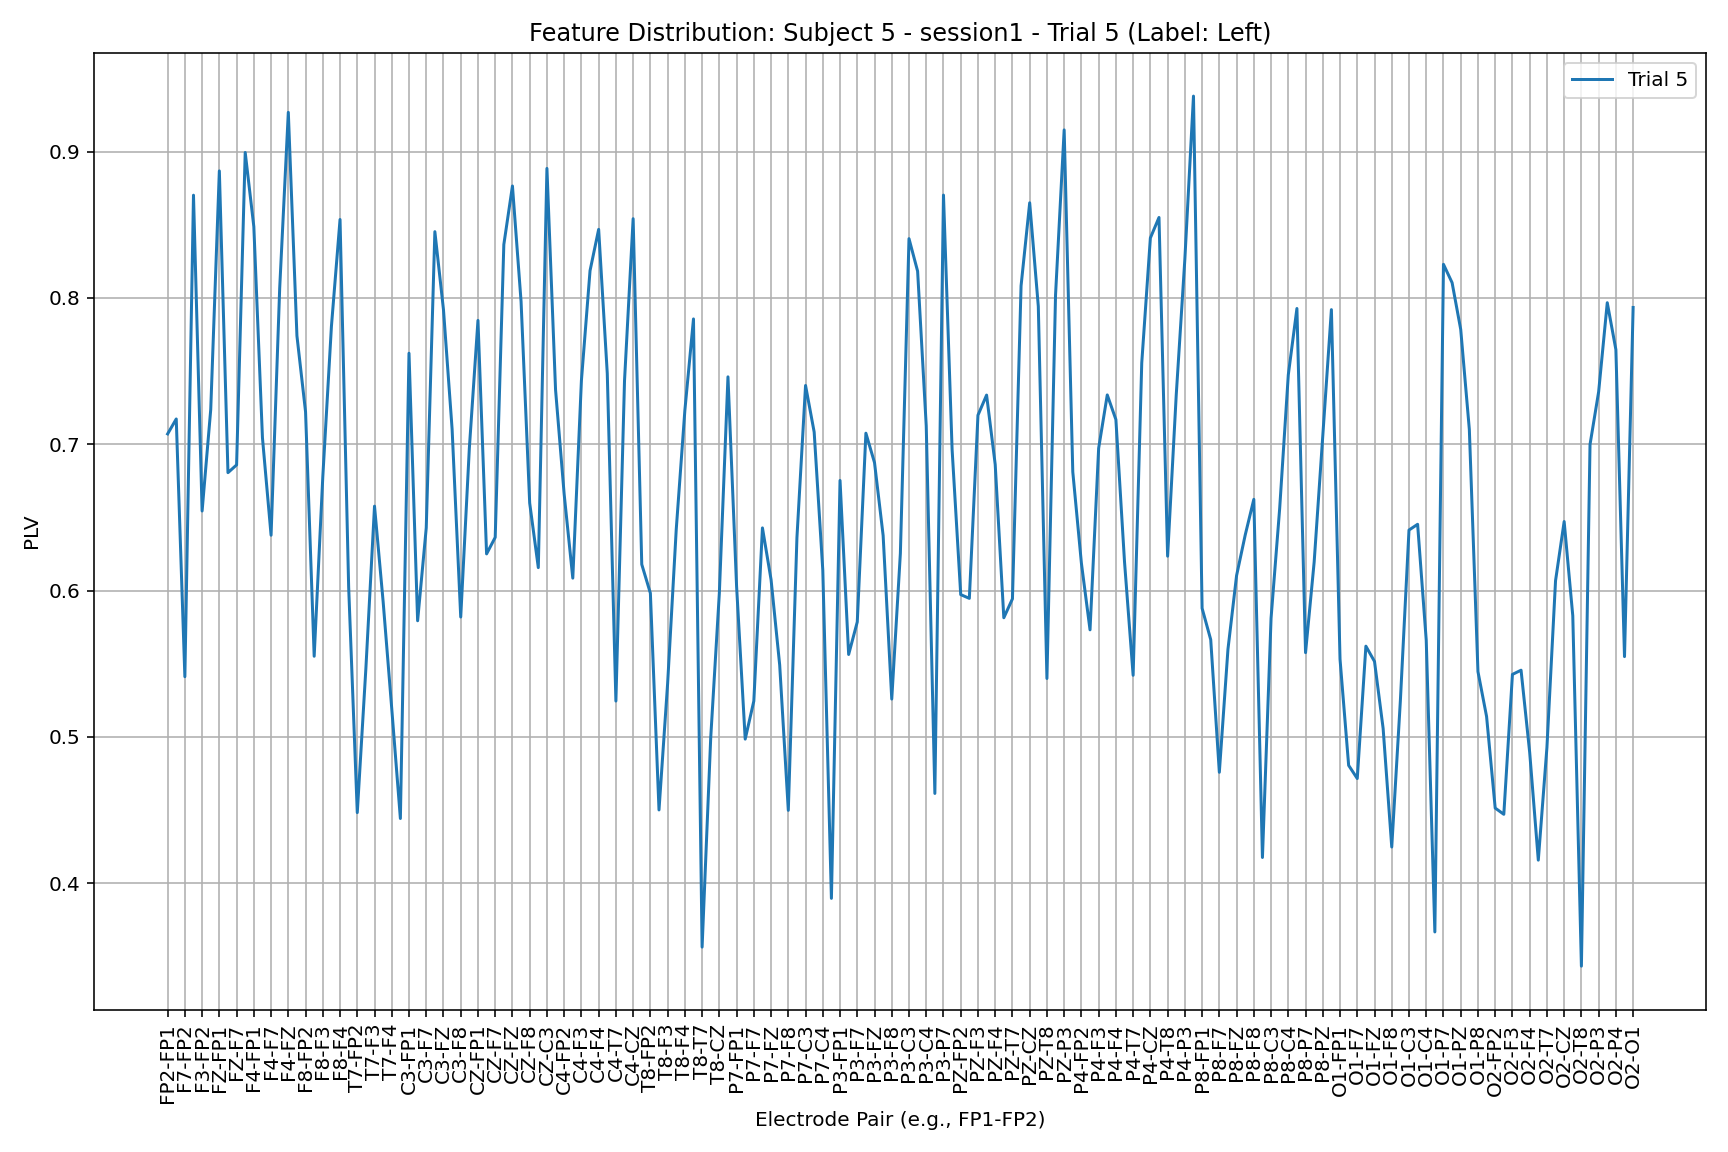 Feature Distribution: Subject 5 - session1 - Trial 5 (Label: Left)
Trial 5
PLV
0.9
0.8
0.7
0.6
0.5
0.4
FP2-FP1
F7-FP2
F3-FP2
FZ-FP1
FZ-F7
F4-FP1
F4-F7
F4-FZ
F8-FP2
F8-F3
F8-F4
T7-FP2
T7-F3
T7-F4
C3-FP1
C3-F7
C3-FZ
C3-F8
CZ-FP1
CZ-F7
CZ-FZ
CZ-F8
CZ-C3
C4-FP2
C4-F3
C4-F4
C4-T7
C4-CZ
T8-FP2
T8-F3
T8-F4
T8-T7
T8-CZ
P7-FP1
P7-F7
P7-FZ
P7-F8
P7-C3
P7-C4
P3-FP1
P3-F7
P3-FZ
P3-F8
P3-C3
P3-C4
P3-P7
PZ-FP2
PZ-F3
PZ-F4
PZ-T7
PZ-CZ
PZ-T8
PZ-P3
P4-FP2
P4-F3
P4-F4
P4-T7
P4-CZ
P4-T8
P4-P3
P8-FP1
P8-F7
P8-FZ
P8-F8
P8-C3
P8-C4
P8-P7
P8-PZ
O1-FP1
O1-F7
O1-FZ
O1-F8
O1-C3
O1-C4
O1-P7
O1-PZ
O1-P8
O2-FP2
O2-F3
O2-F4
O2-T7
O2-CZ
O2-T8
O2-P3
O2-P4
O2-O1
Electrode Pair (e.g., FP1-FP2)